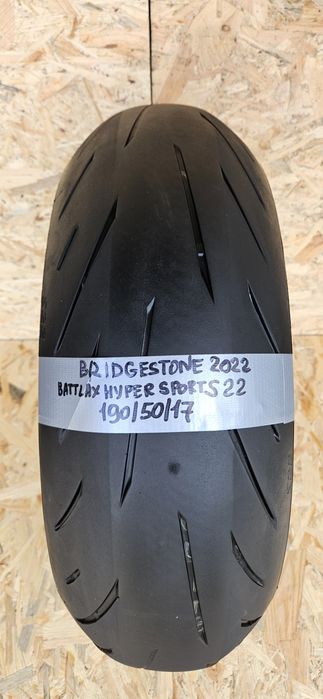 BRIDGESTONE 2022
BATTLAX HYPER SPORTS 22
190/50/17